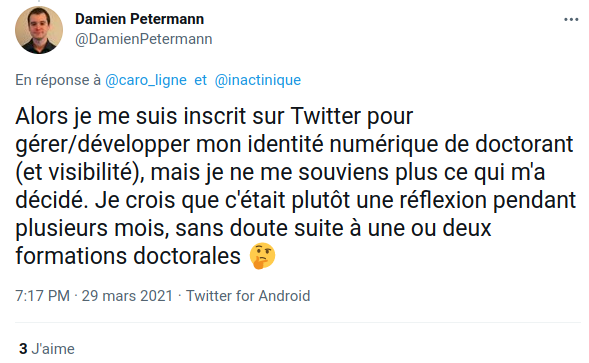 Damien Petermann
@DamienPetermann
...
En réponse à @caro_ligne et @inactinique
Alors je me suis inscrit sur Twitter pour
gérer/développer mon identité numérique de doctorant
(et visibilité), mais je ne me souviens plus ce qui m'a
décidé. Je crois que c'était plutôt une réflexion pendant
plusieurs mois, sans doute suite à une ou deux
formations doctorales 🤔
7:17 PM · 29 mars 2021 · Twitter for Android
3 J'aime